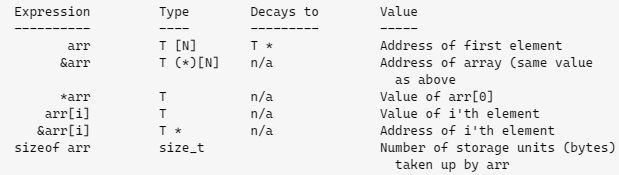 Expression Type Decays to Value
---------- ---- --------- -----
arr T [N] T * Address of first element
&arr T (*)[N] n/a Address of array (same value
as above
*arr T n/a Value of arr[0]
arr[i] T n/a Value of i'th element
&arr[i] T * n/a Address of i'th element
sizeof arr size_t Number of storage units (bytes)
taken up by arr